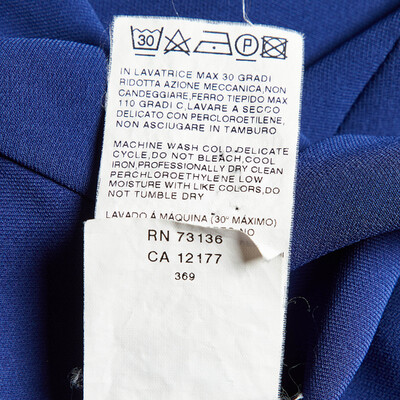 30 P
IN LAVATRICE MAX 30 GRADI
RIDOTTA AZIONE MECCANICA,NON
CANDEGGIARE,FERRO TIEPIDO MAX
110 GRADI C,LAVARE A SECCO
DELICATO CON PERCLOROETILENE,
NON ASCIUGARE IN TAMBURO
MACHINE WASH COLD,DELICATE
CYCLE,DO NOT BLEACH,COOL
IRON,PROFESSIONALLY DRY CLEAN
PERCHLOROETHYLENE LOW
MOISTURE WITH LIKE COLORS,DO
NOT TUMBLE DRY
LAVADO A MAQUINA (30° MÁXIMO)
NO
RN 73136
CA 12177
369